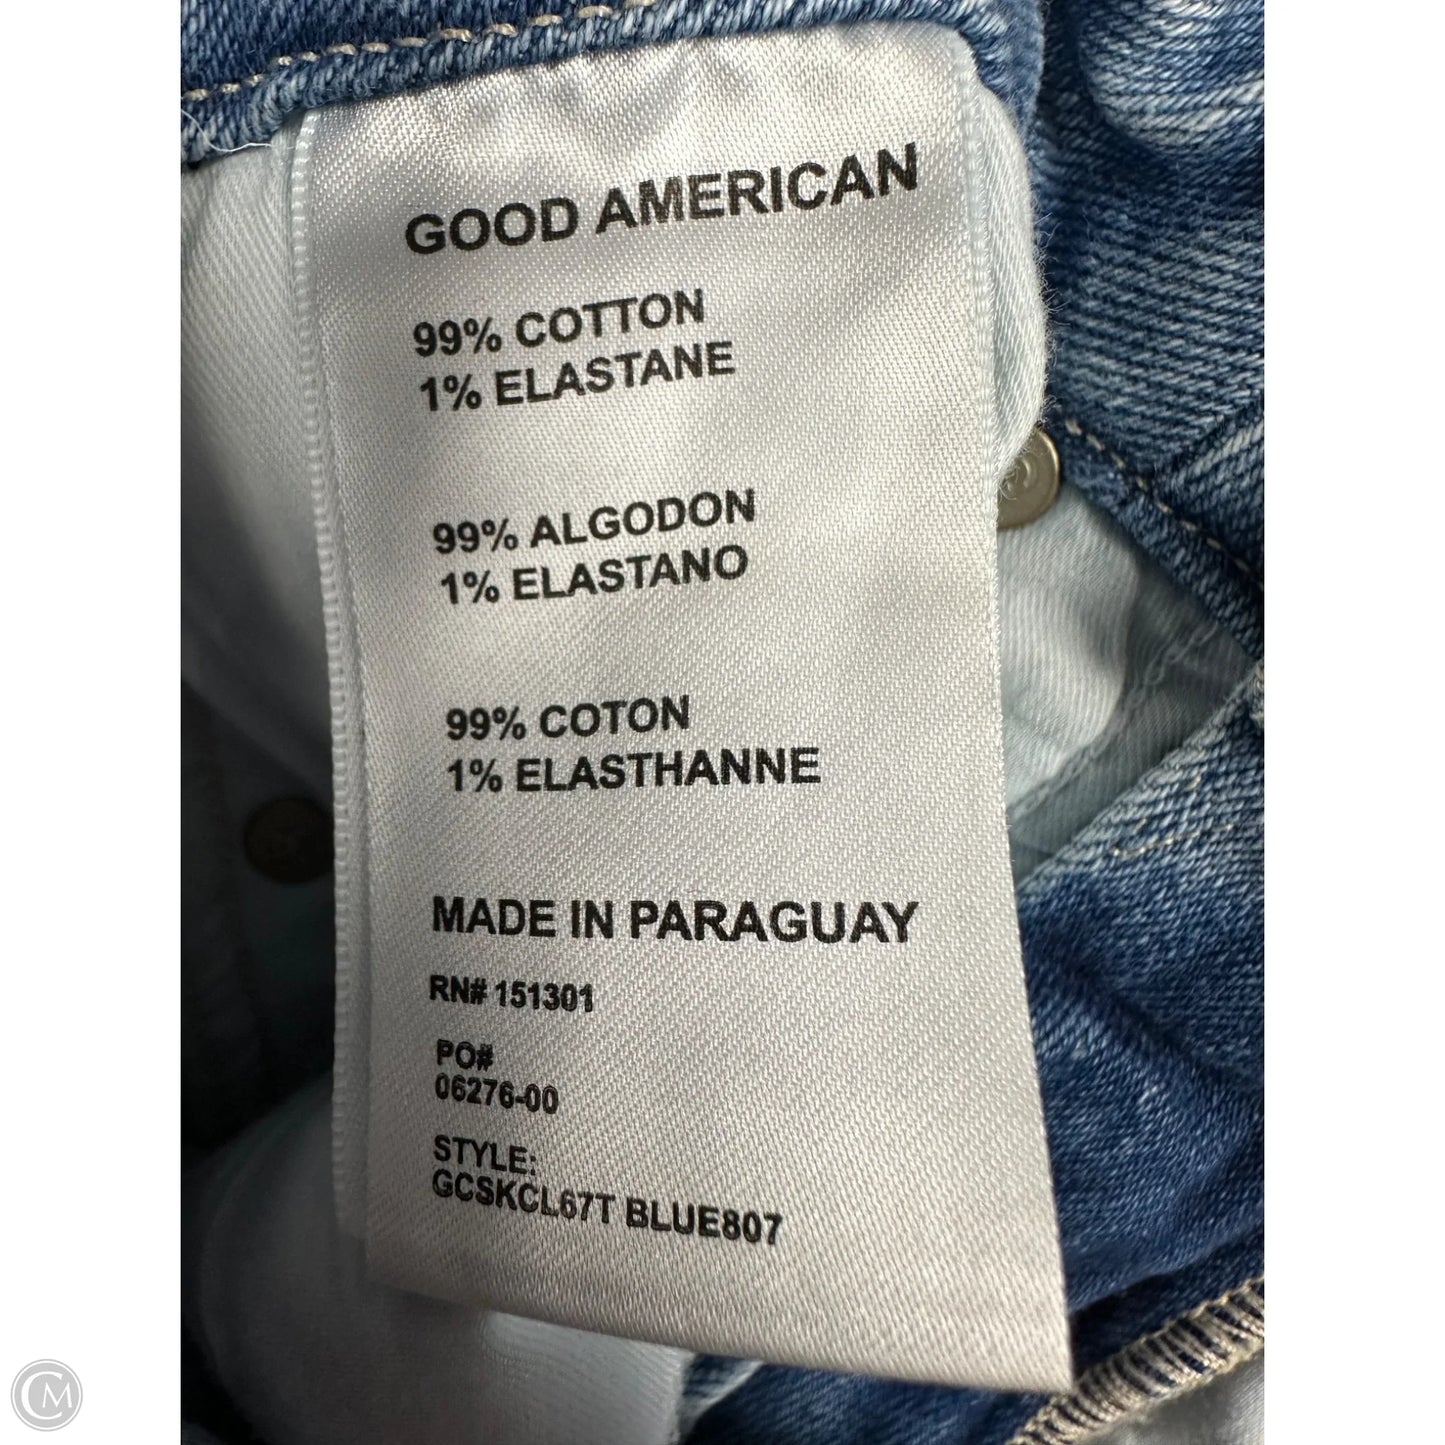 GOOD AMERICAN
99% COTTON
1% ELASTANE
99% ALGODON
1% ELASTANO
99% COTON
1% ELASTHANNE
MADE IN PARAGUAY
RN# 151301
PO#
06276-00
STYLE:
GCSKCL67T BLUE807
CM